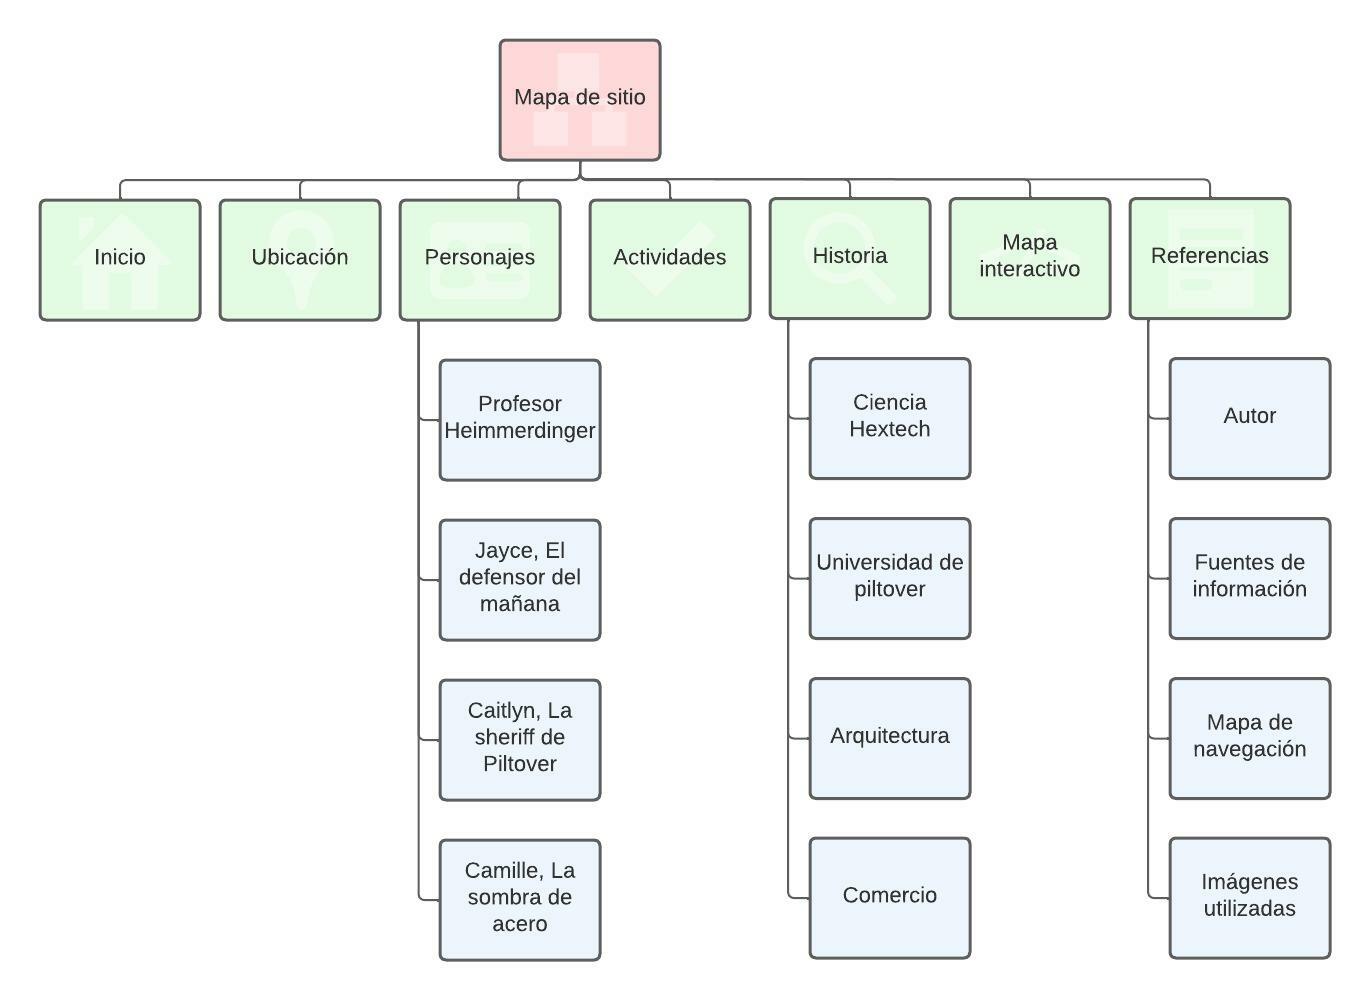 Mapa de sitio
Inicio
Ubicación
Personajes
Actividades
Historia
Mapa
interactivo
Referencias
Profesor
Heimmerdinger
Jayce, El
defensor del
mañana
Caitlyn, La
sheriff de
Piltover
Camille, La
sombra de
acero
Ciencia
Hextech
Universidad de
piltover
Arquitectura
Comercio
Autor
Fuentes de
información
Mapa de
navegación
Imágenes
utilizadas